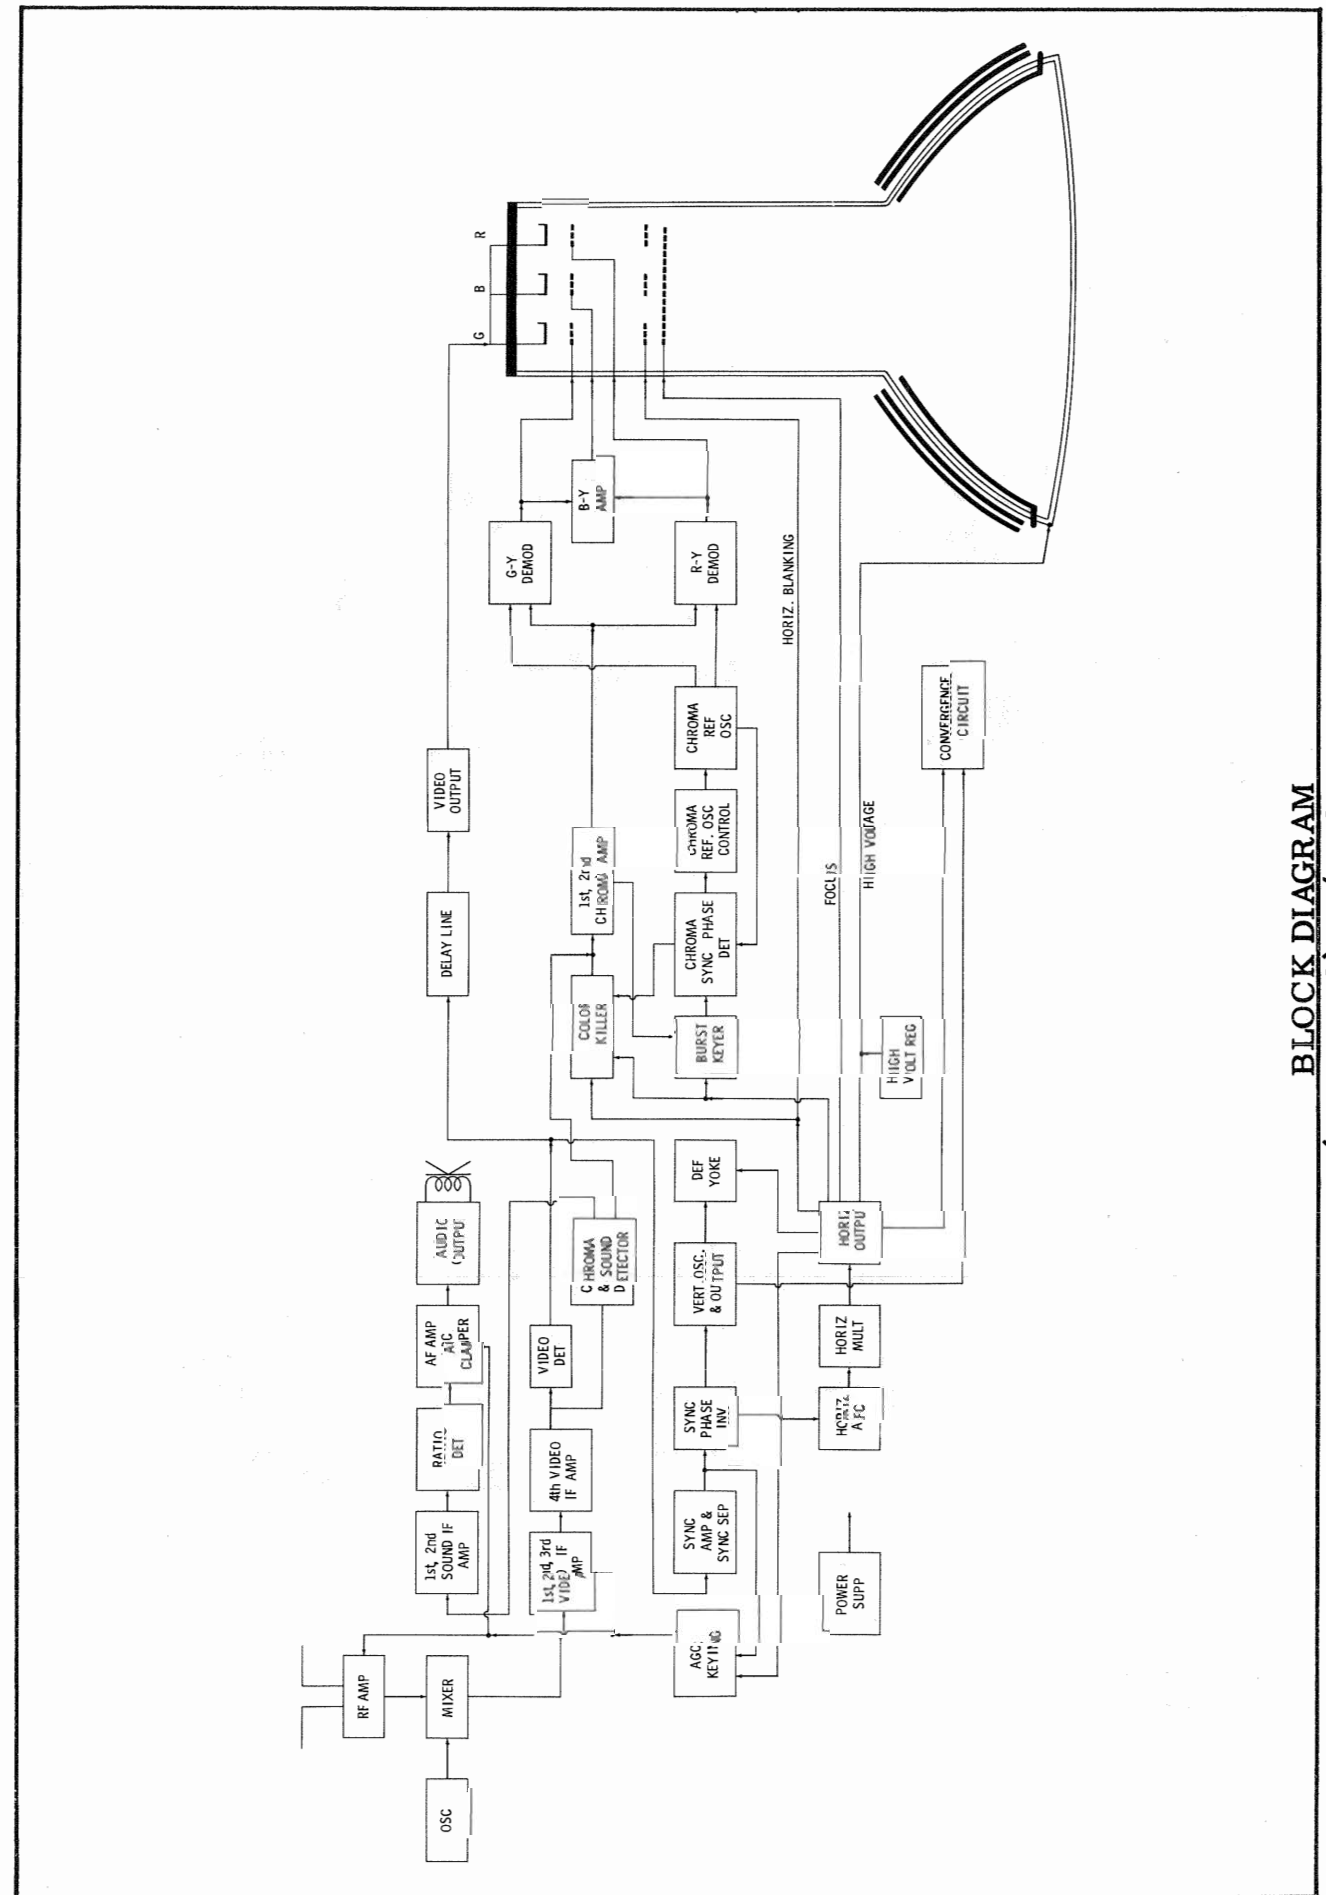 OSC
RF AMP
MIXER
1st, 2nd
SOUND IF
AMP
RATIO
DET
AF AMP
CLAMPER
AUDIO
OUTPUT
1st, 2nd, 3rd
VIDEO IF
AMP
4th VIDEO
IF AMP
VIDEO
DET
CHROMA
& SOUND
DETECTOR
DELAY LINE
VIDEO
OUTPUT
AGC
KEYING
SYNC
AMP &
SYNC SEP
SYNC
PHASE
INV
VERT. OSC.
& OUTPUT
DEF
YOKE
POWER
SUPP
HORIZ
AFC
HORIZ
MULT
HORIZ
OUTPUT
HIGH
VOLT REG
COLOR
KILLER
1st, 2nd
CHROMA AMP
BURST
KEYER
CHROMA
SYNC PHASE
DET
CHROMA
REF. OSC
CONTROL
CHROMA
REF
OSC
CONVERGENCE
CIRCUIT
G-Y
DEMOD
R-Y
DEMOD
B-Y
AMP
G
B
R
HORIZ. BLANKING
FOCUS
HIGH VOLTAGE
BLOCK DIAGRAM